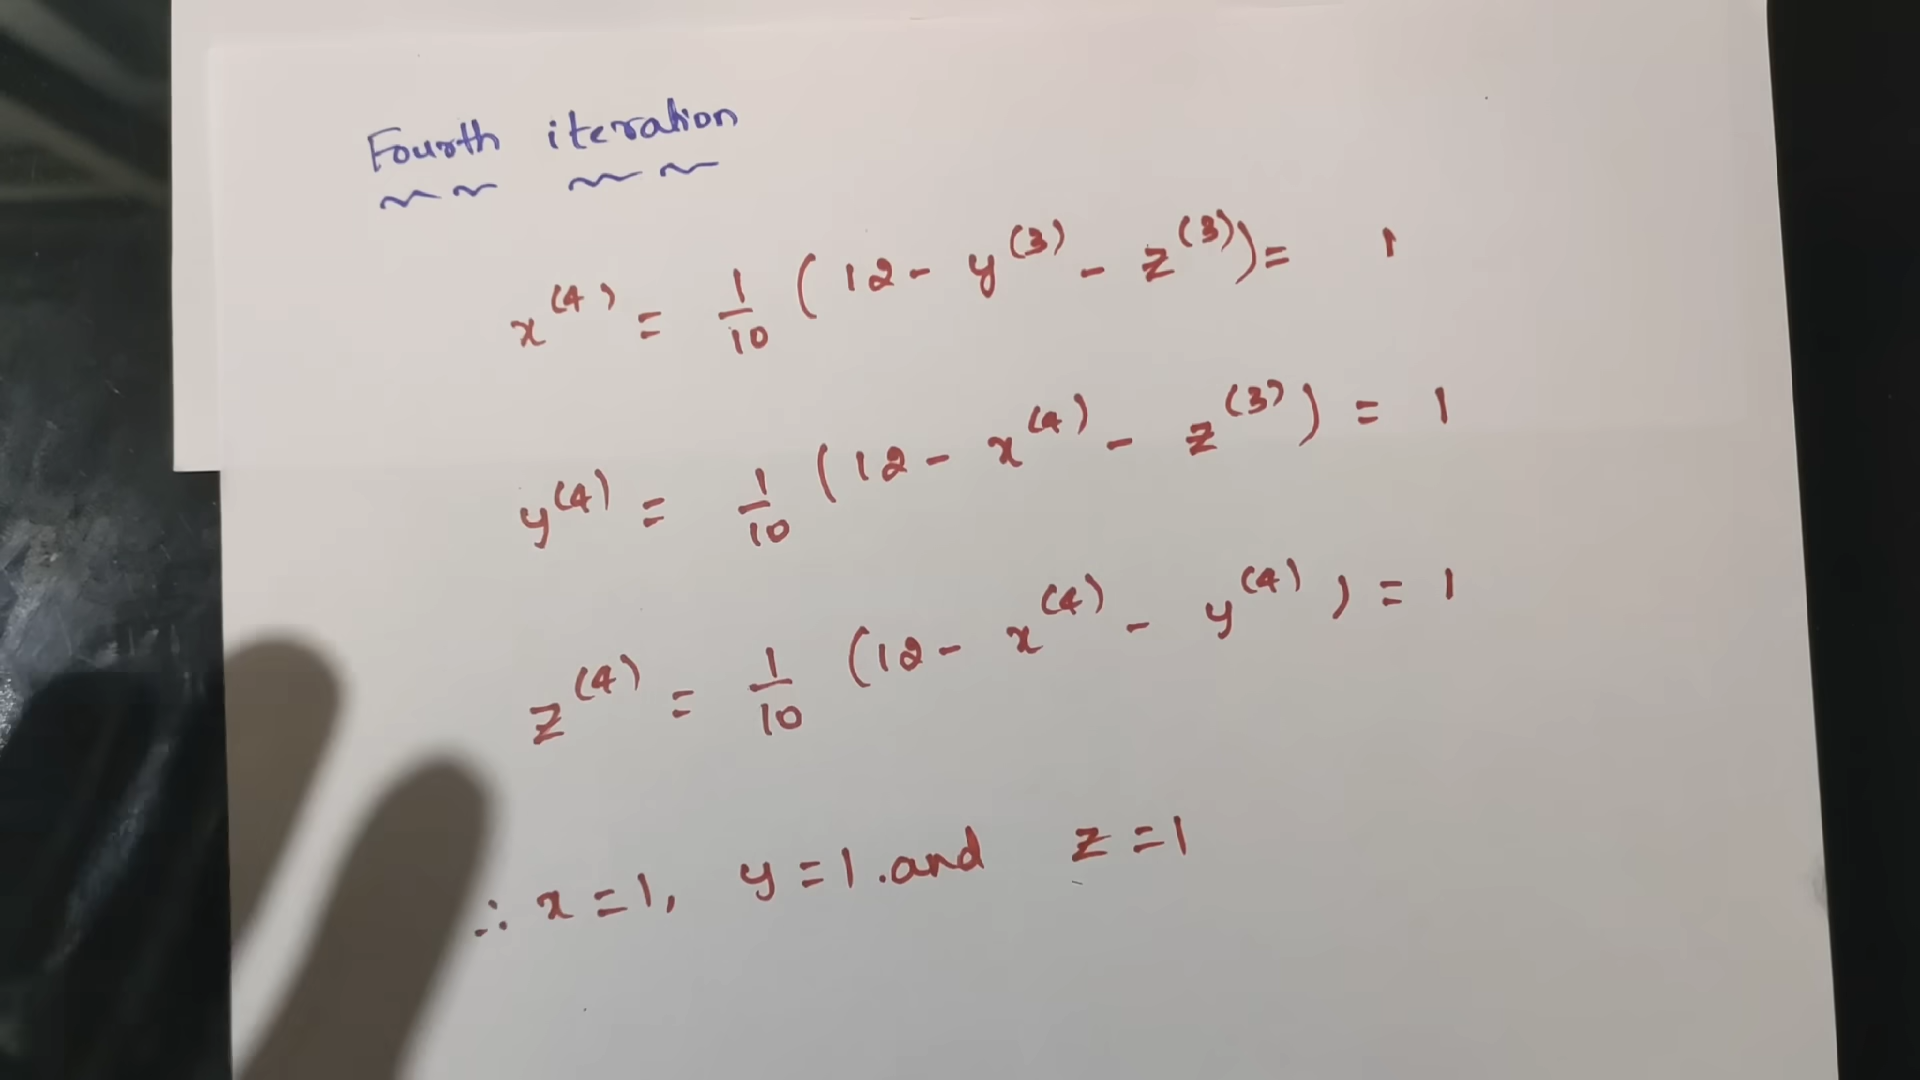 Fourth iteration
x^(4) = 1/10 (12 - y^(3) - z^(3)) = 1
y^(4) = 1/10 (12 - x^(4) - z^(3)) = 1
z^(4) = 1/10 (12 - x^(4) - y^(4)) = 1
∴ x = 1, y = 1 .and z = 1